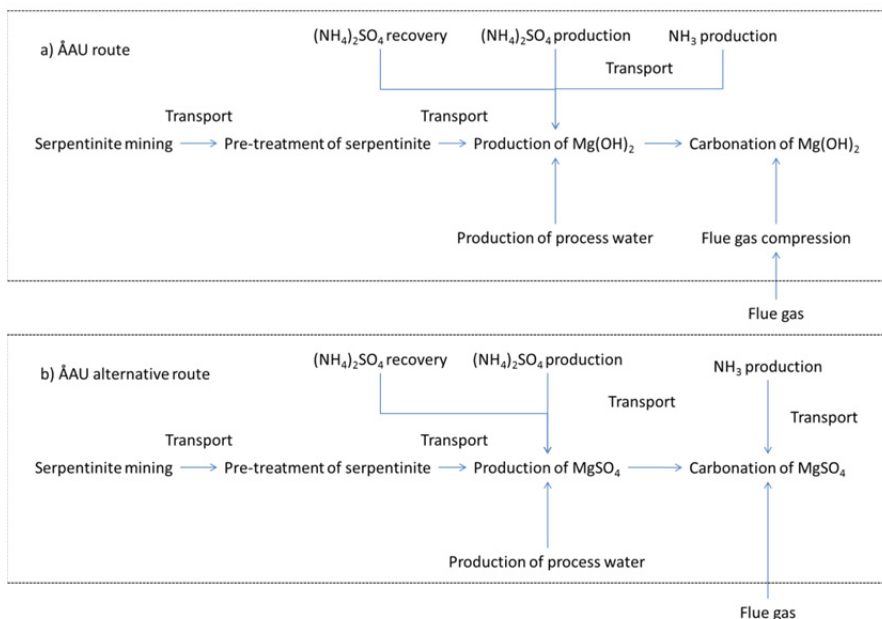 a) ÅAU route
(NH₄)₂SO₄ recovery
(NH₄)₂SO₄ production
NH₃ production
Transport
Transport
Transport
Serpentinite mining
Pre-treatment of serpentinite
Production of Mg(OH)₂
Carbonation of Mg(OH)₂
Production of process water
Flue gas compression
Flue gas
b) ÅAU alternative route
(NH₄)₂SO₄ recovery
(NH₄)₂SO₄ production
NH₃ production
Transport
Transport
Transport
Transport
Serpentinite mining
Pre-treatment of serpentinite
Production of MgSO₄
Carbonation of MgSO₄
Production of process water
Flue gas